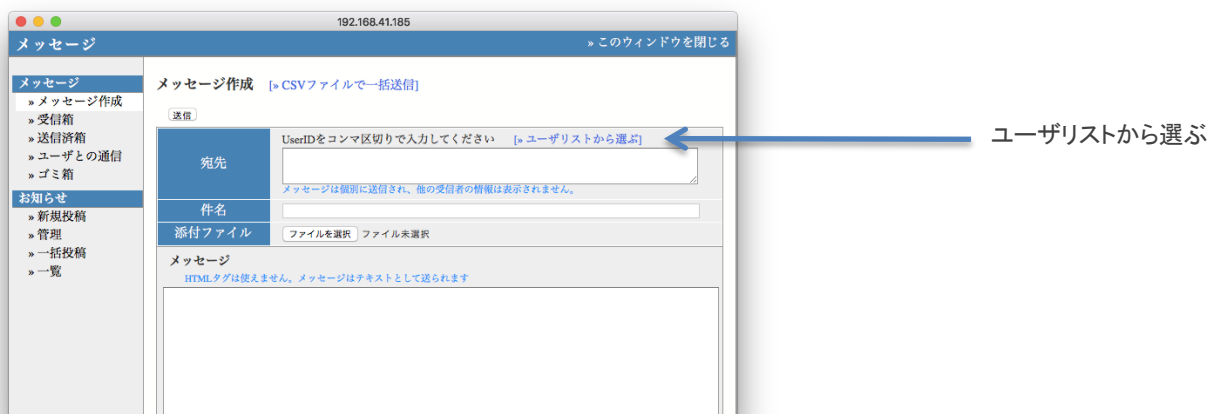 192.168.41.185
メッセージ
» このウィンドウを閉じる
メッセージ
» メッセージ作成
» 受信箱
» 送信済箱
» ユーザとの通信
» ゴミ箱
お知らせ
» 新規投稿
» 管理
» 一括投稿
» 一覧
メッセージ作成 [» CSVファイルで一括送信]
送信
宛先
UserIDをコンマ区切りで入力してください [» ユーザリストから選ぶ]
メッセージは個別に送信され、他の受信者の情報は表示されません。
件名
添付ファイル
ファイルを選択 ファイル未選択
メッセージ
HTMLタグは使えません。メッセージはテキストとして送られます
ユーザリストから選ぶ